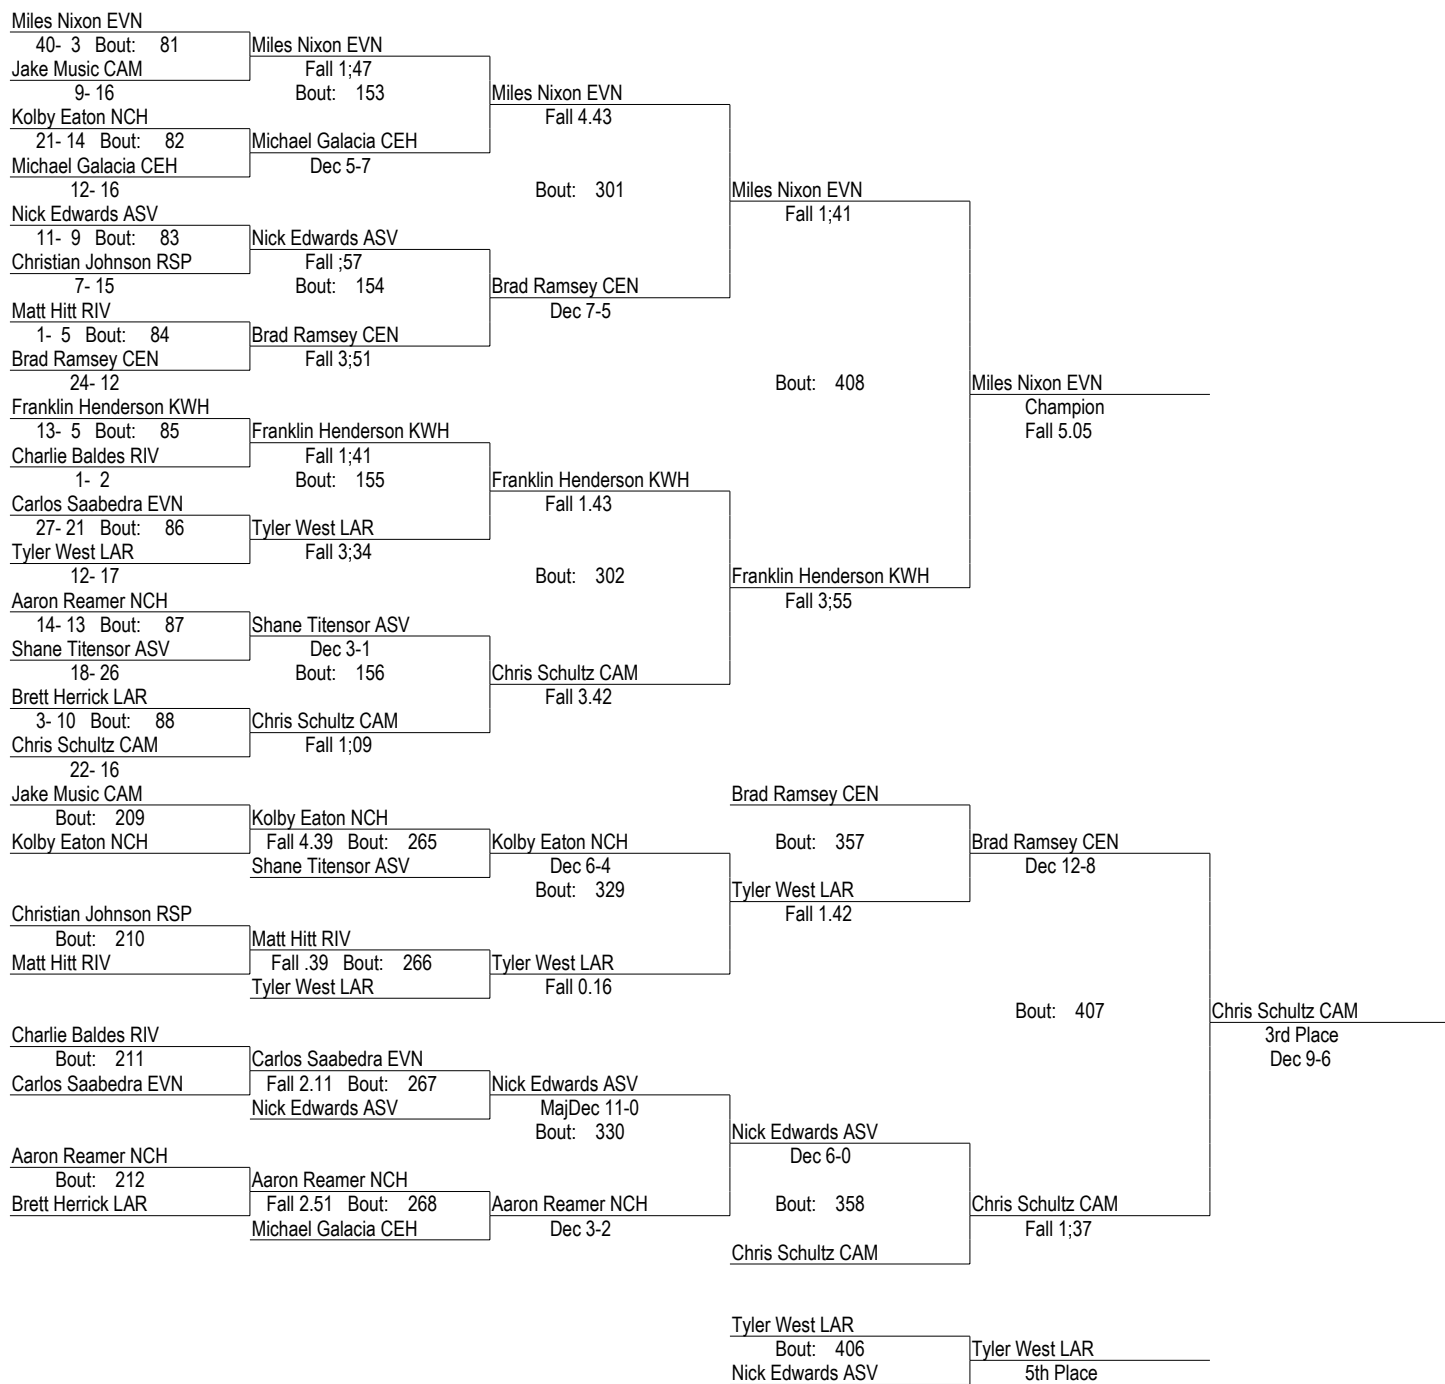 Miles Nixon EVN
40- 3 Bout: 81 Miles Nixon EVN
Jake Music CAM Fall 1;47
9- 16 Bout: 153 Miles Nixon EVN
Kolby Eaton NCH Fall 4.43
21- 14 Bout: 82 Michael Galacia CEH
Michael Galacia CEH Dec 5-7
12- 16 Bout: 301 Miles Nixon EVN
Nick Edwards ASV Fall 1;41
11- 9 Bout: 83 Nick Edwards ASV
Christian Johnson RSP Fall ;57
7- 15 Bout: 154 Brad Ramsey CEN
Matt Hitt RIV Dec 7-5
1- 5 Bout: 84 Brad Ramsey CEN
Brad Ramsey CEN Fall 3;51
24- 12 Bout: 408 Miles Nixon EVN
Franklin Henderson KWH Champion
13- 5 Bout: 85 Franklin Henderson KWH Fall 5.05
Charlie Baldes RIV Fall 1;41
1- 2 Bout: 155 Franklin Henderson KWH
Carlos Saabedra EVN Fall 1.43
27- 21 Bout: 86 Tyler West LAR
Tyler West LAR Fall 3;34
12- 17 Bout: 302 Franklin Henderson KWH
Aaron Reamer NCH Fall 3;55
14- 13 Bout: 87 Shane Titensor ASV
Shane Titensor ASV Dec 3-1
18- 26 Bout: 156 Chris Schultz CAM
Brett Herrick LAR Fall 3.42
3- 10 Bout: 88 Chris Schultz CAM
Chris Schultz CAM Fall 1;09
22- 16
Jake Music CAM Brad Ramsey CEN
Bout: 209 Kolby Eaton NCH
Kolby Eaton NCH Fall 4.39 Bout: 265 Kolby Eaton NCH Bout: 357 Brad Ramsey CEN
Shane Titensor ASV Dec 6-4 Dec 12-8
Bout: 329 Tyler West LAR
Christian Johnson RSP Fall 1.42
Bout: 210 Matt Hitt RIV
Matt Hitt RIV Fall .39 Bout: 266 Tyler West LAR
Tyler West LAR Fall 0.16
Bout: 407 Chris Schultz CAM
Charlie Baldes RIV 3rd Place
Bout: 211 Carlos Saabedra EVN Dec 9-6
Carlos Saabedra EVN Fall 2.11 Bout: 267 Nick Edwards ASV
Nick Edwards ASV MajDec 11-0
Bout: 330 Nick Edwards ASV
Aaron Reamer NCH Dec 6-0
Bout: 212 Aaron Reamer NCH
Brett Herrick LAR Fall 2.51 Bout: 268 Aaron Reamer NCH Bout: 358 Chris Schultz CAM
Michael Galacia CEH Dec 3-2 Fall 1;37
Chris Schultz CAM
Tyler West LAR
Bout: 406 Tyler West LAR
Nick Edwards ASV 5th Place